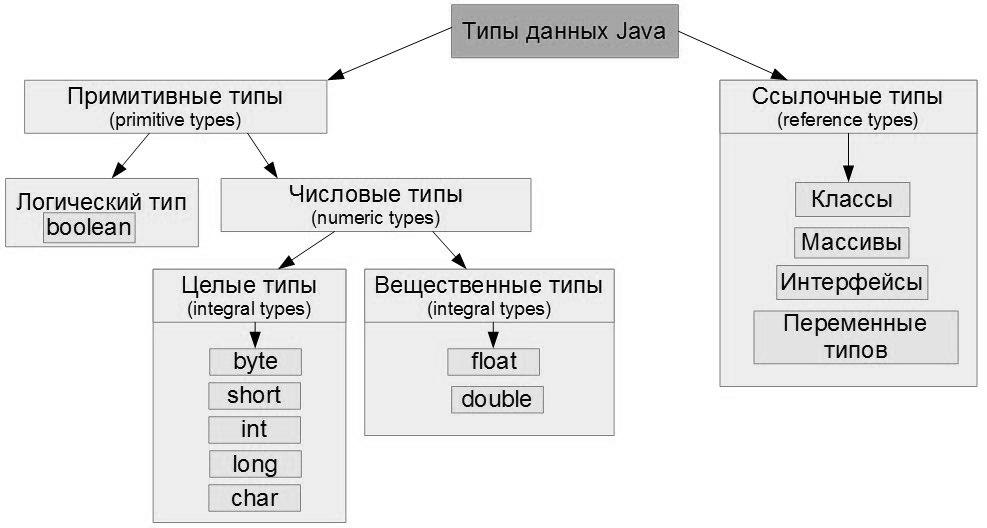 Типы данных Java
Примитивные типы
(primitive types)
Ссылочные типы
(reference types)
Логический тип
boolean
Числовые типы
(numeric types)
Классы
Массивы
Интерфейсы
Переменные
типов
Целые типы
(integral types)
Вещественные типы
(integral types)
byte
short
int
long
char
float
double